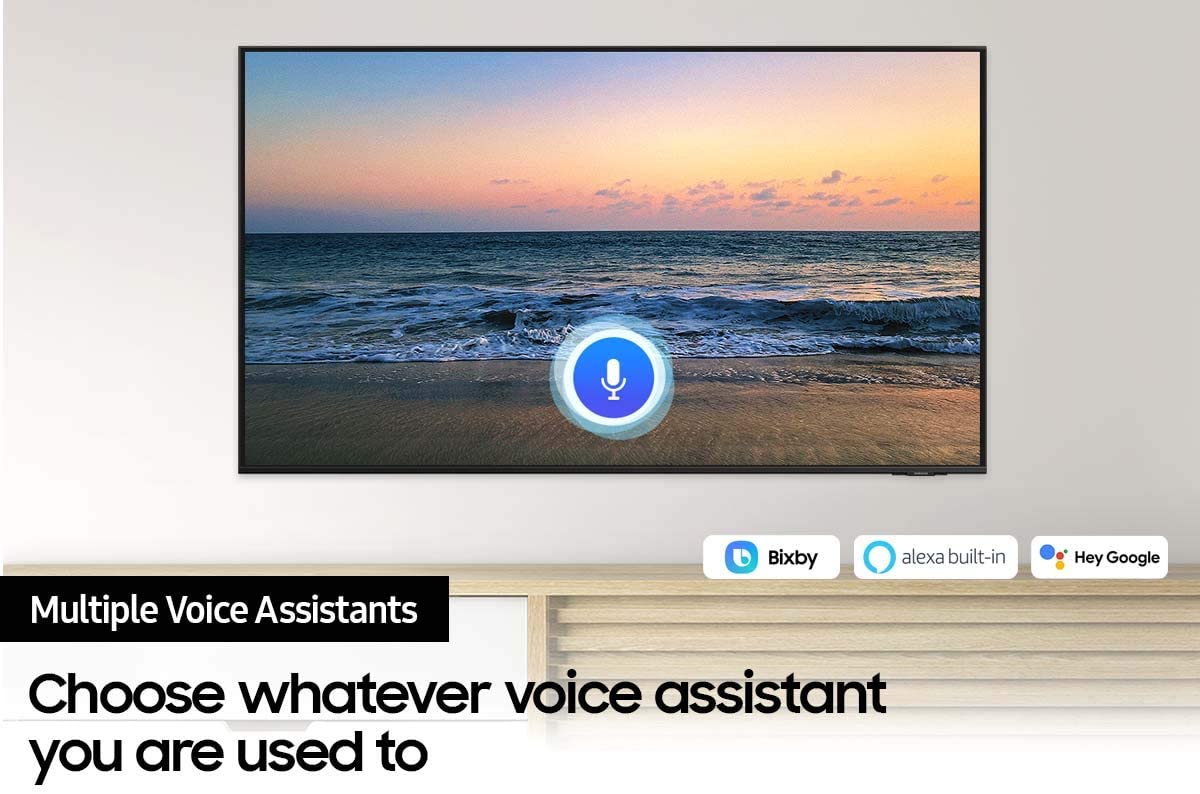 Bixby
alexa built-in
Hey Google
Multiple Voice Assistants
Choose whatever voice assistant
you are used to